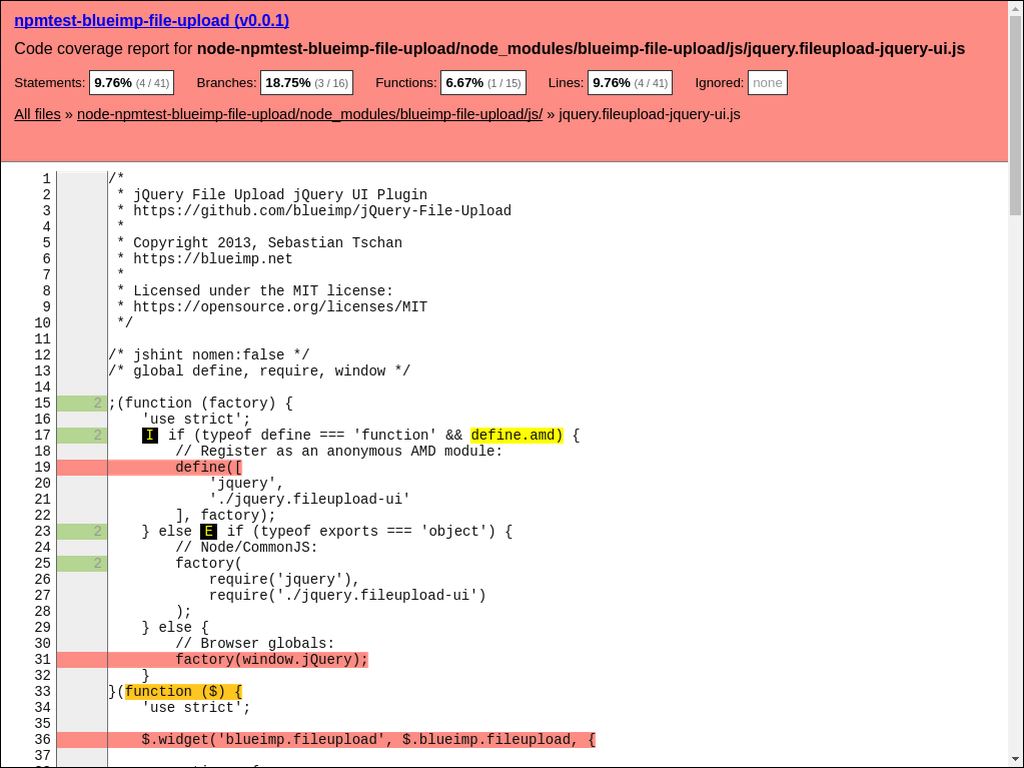 npmtest-blueimp-file-upload (v0.0.1)
Code coverage report for node-npmtest-blueimp-file-upload/node_modules/blueimp-file-upload/js/jquery.fileupload-jquery-ui.js
Statements: 9.76% (4 / 41) Branches: 18.75% (3 / 16) Functions: 6.67% (1 / 15) Lines: 9.76% (4 / 41) Ignored: none
All files » node-npmtest-blueimp-file-upload/node_modules/blueimp-file-upload/js/ » jquery.fileupload-jquery-ui.js
1 /*
2 * jQuery File Upload jQuery UI Plugin
3 * https://github.com/blueimp/jQuery-File-Upload
4 *
5 * Copyright 2013, Sebastian Tschan
6 * https://blueimp.net
7 *
8 * Licensed under the MIT license:
9 * https://opensource.org/licenses/MIT
10 */
11
12 /* jshint nomen:false */
13 /* global define, require, window */
14
15 2 ;(function (factory) {
16 'use strict';
17 2 I if (typeof define === 'function' && define.amd) {
18 // Register as an anonymous AMD module:
19 define([
20 'jquery',
21 './jquery.fileupload-ui'
22 ], factory);
23 2 } else E if (typeof exports === 'object') {
24 // Node/CommonJS:
25 2 factory(
26 require('jquery'),
27 require('./jquery.fileupload-ui')
28 );
29 } else {
30 // Browser globals:
31 factory(window.jQuery);
32 }
33 }(function ($) {
34 'use strict';
35
36 $.widget('blueimp.fileupload', $.blueimp.fileupload, {
37